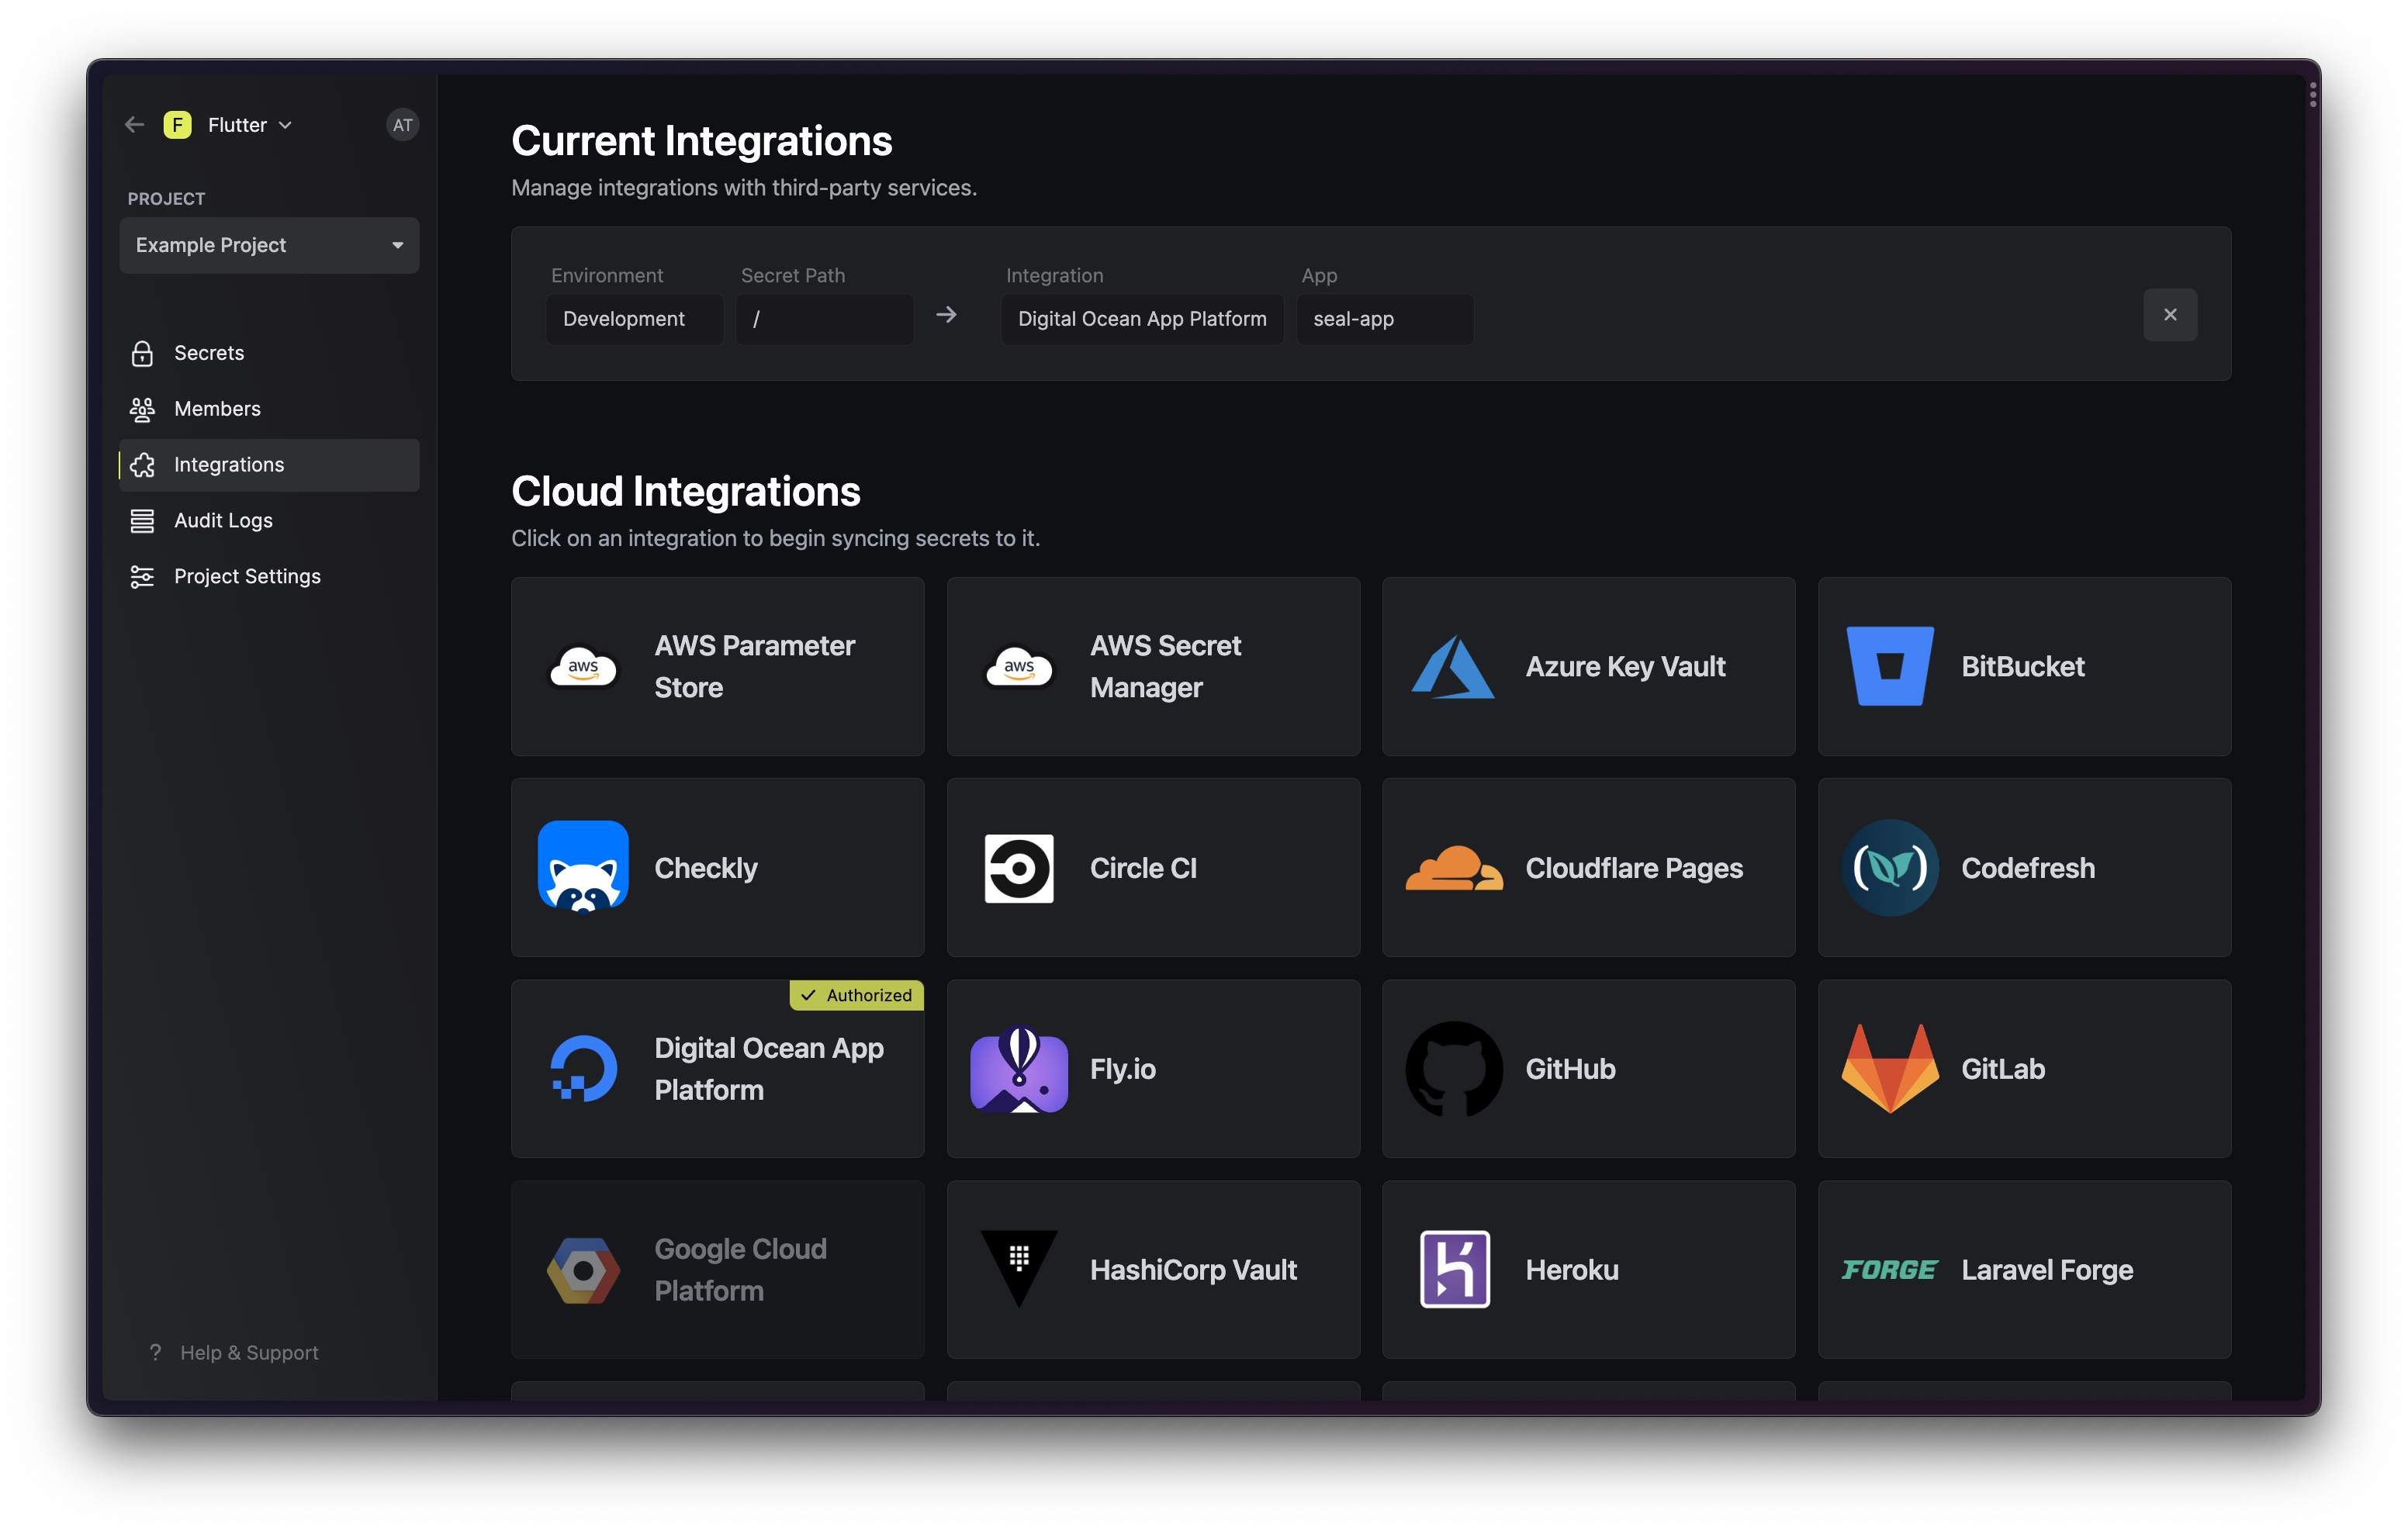 F Flutter AT
PROJECT
Example Project
Secrets
Members
Integrations
Audit Logs
Project Settings
? Help & Support
Current Integrations
Manage integrations with third-party services.
Environment Secret Path Integration App
Development / Digital Ocean App Platform seal-app
Cloud Integrations
Click on an integration to begin syncing secrets to it.
aws
AWS Parameter
Store
aws
AWS Secret
Manager
Azure Key Vault
BitBucket
Checkly
Circle CI
Cloudflare Pages
Codefresh
Authorized
Digital Ocean App
Platform
Fly.io
GitHub
GitLab
Google Cloud
Platform
HashiCorp Vault
Heroku
FORGE
Laravel Forge